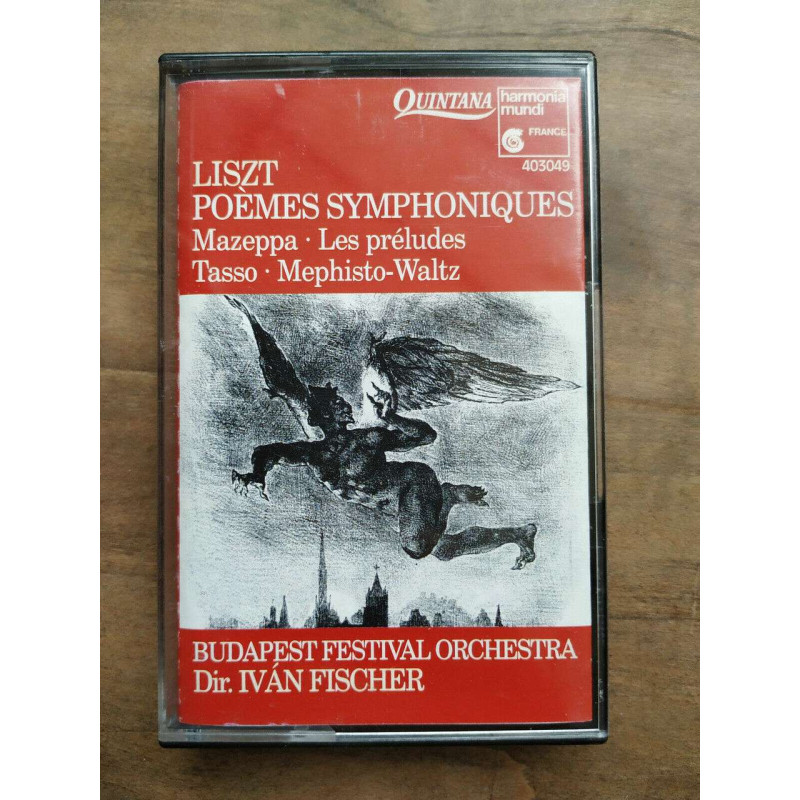 QUINTANA
harmonia
mundi
FRANCE
403049
LISZT
POÈMES SYMPHONIQUES
Mazeppa · Les préludes
Tasso · Mephisto-Waltz
BUDAPEST FESTIVAL ORCHESTRA
Dir. IVÁN FISCHER